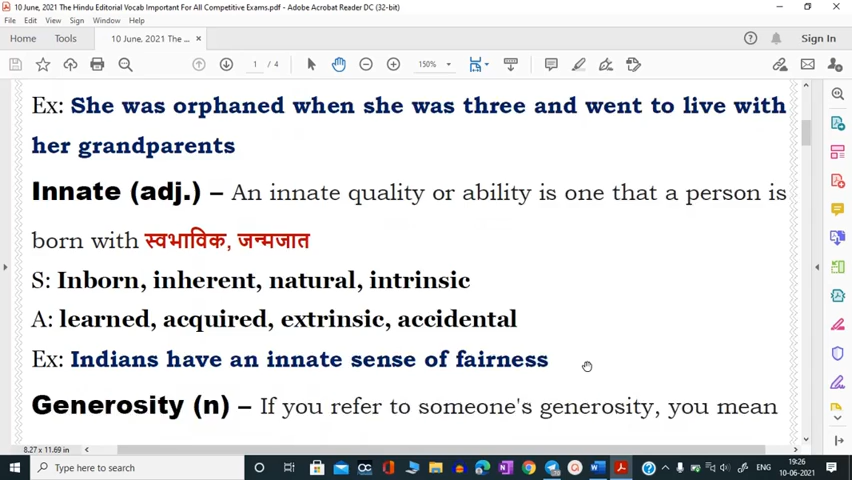 10 June, 2021 The Hindu Editorial Vocab Important For All Competitive Exams.pdf - Adobe Acrobat Reader DC (32-bit)
File Edit View Sign Window Help
Home Tools 10 June, 2021 The ... × Sign In
1 / 4 150%
Ex: She was orphaned when she was three and went to live with
her grandparents
Innate (adj.) – An innate quality or ability is one that a person is
born with स्वभाविक, जन्मजात
S: Inborn, inherent, natural, intrinsic
A: learned, acquired, extrinsic, accidental
Ex: Indians have an innate sense of fairness
Generosity (n) – If you refer to someone's generosity, you mean
8.27 x 11.69 in
Type here to search ENG 19:26
10-06-2021